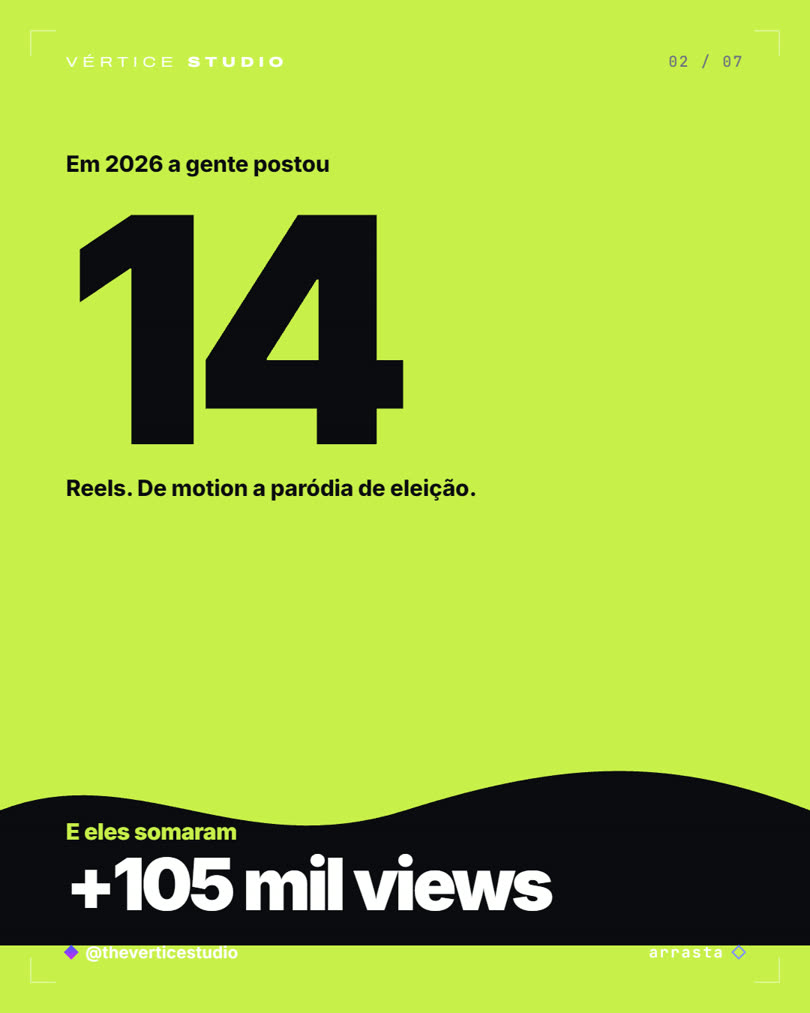 VÉRTICE STUDIO
02 / 07
Em 2026 a gente postou
14
Reels. De motion a paródia de eleição.
E eles somaram
+105 mil views
@theverticestudio
arrasta